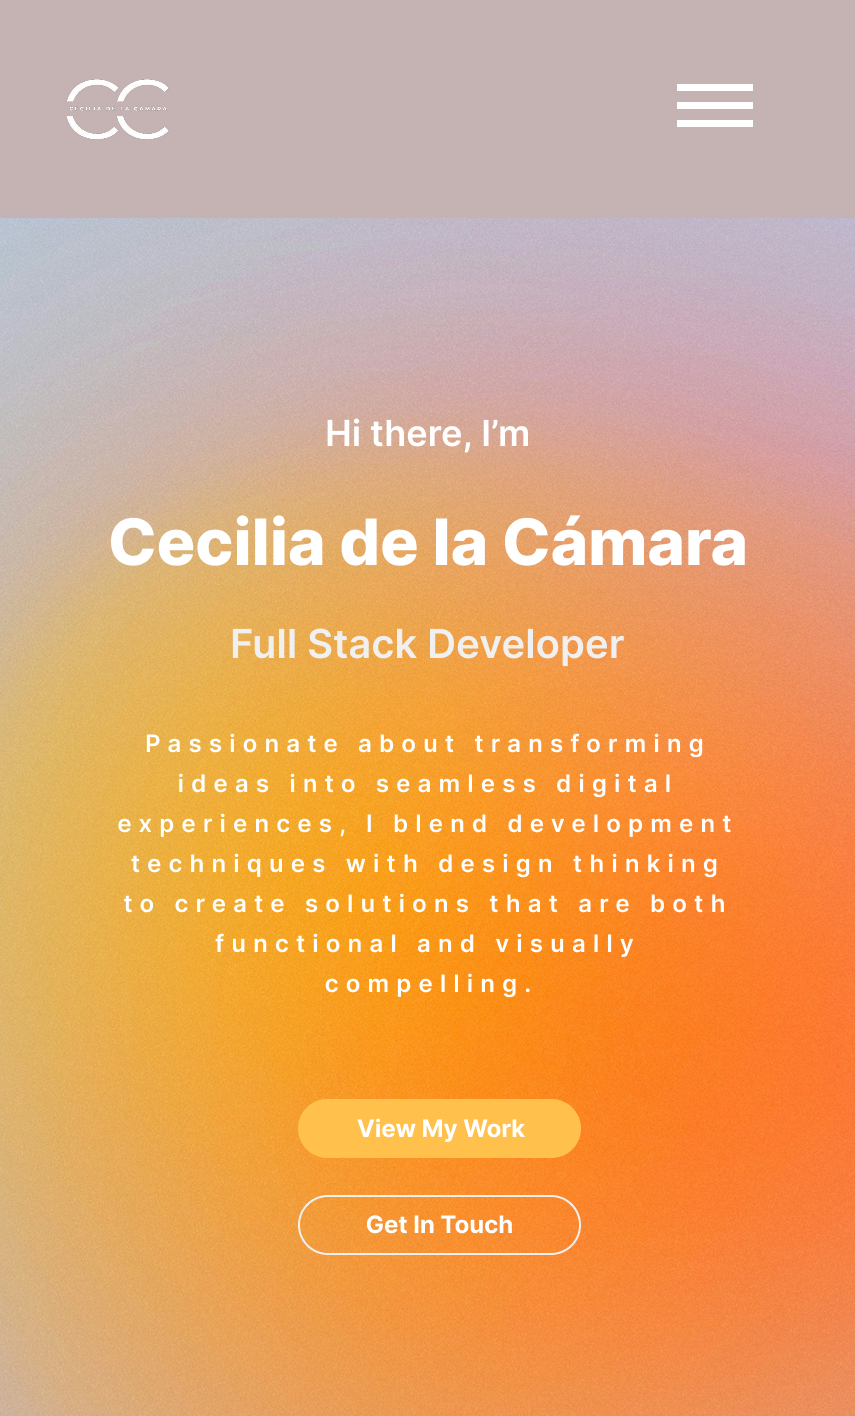 CECILIA DE LA CÁMARA
Hi there, I’m
Cecilia de la Cámara
Full Stack Developer
Passionate about transforming
ideas into seamless digital
experiences, I blend development
techniques with design thinking
to create solutions that are both
functional and visually
compelling.
View My Work
Get In Touch